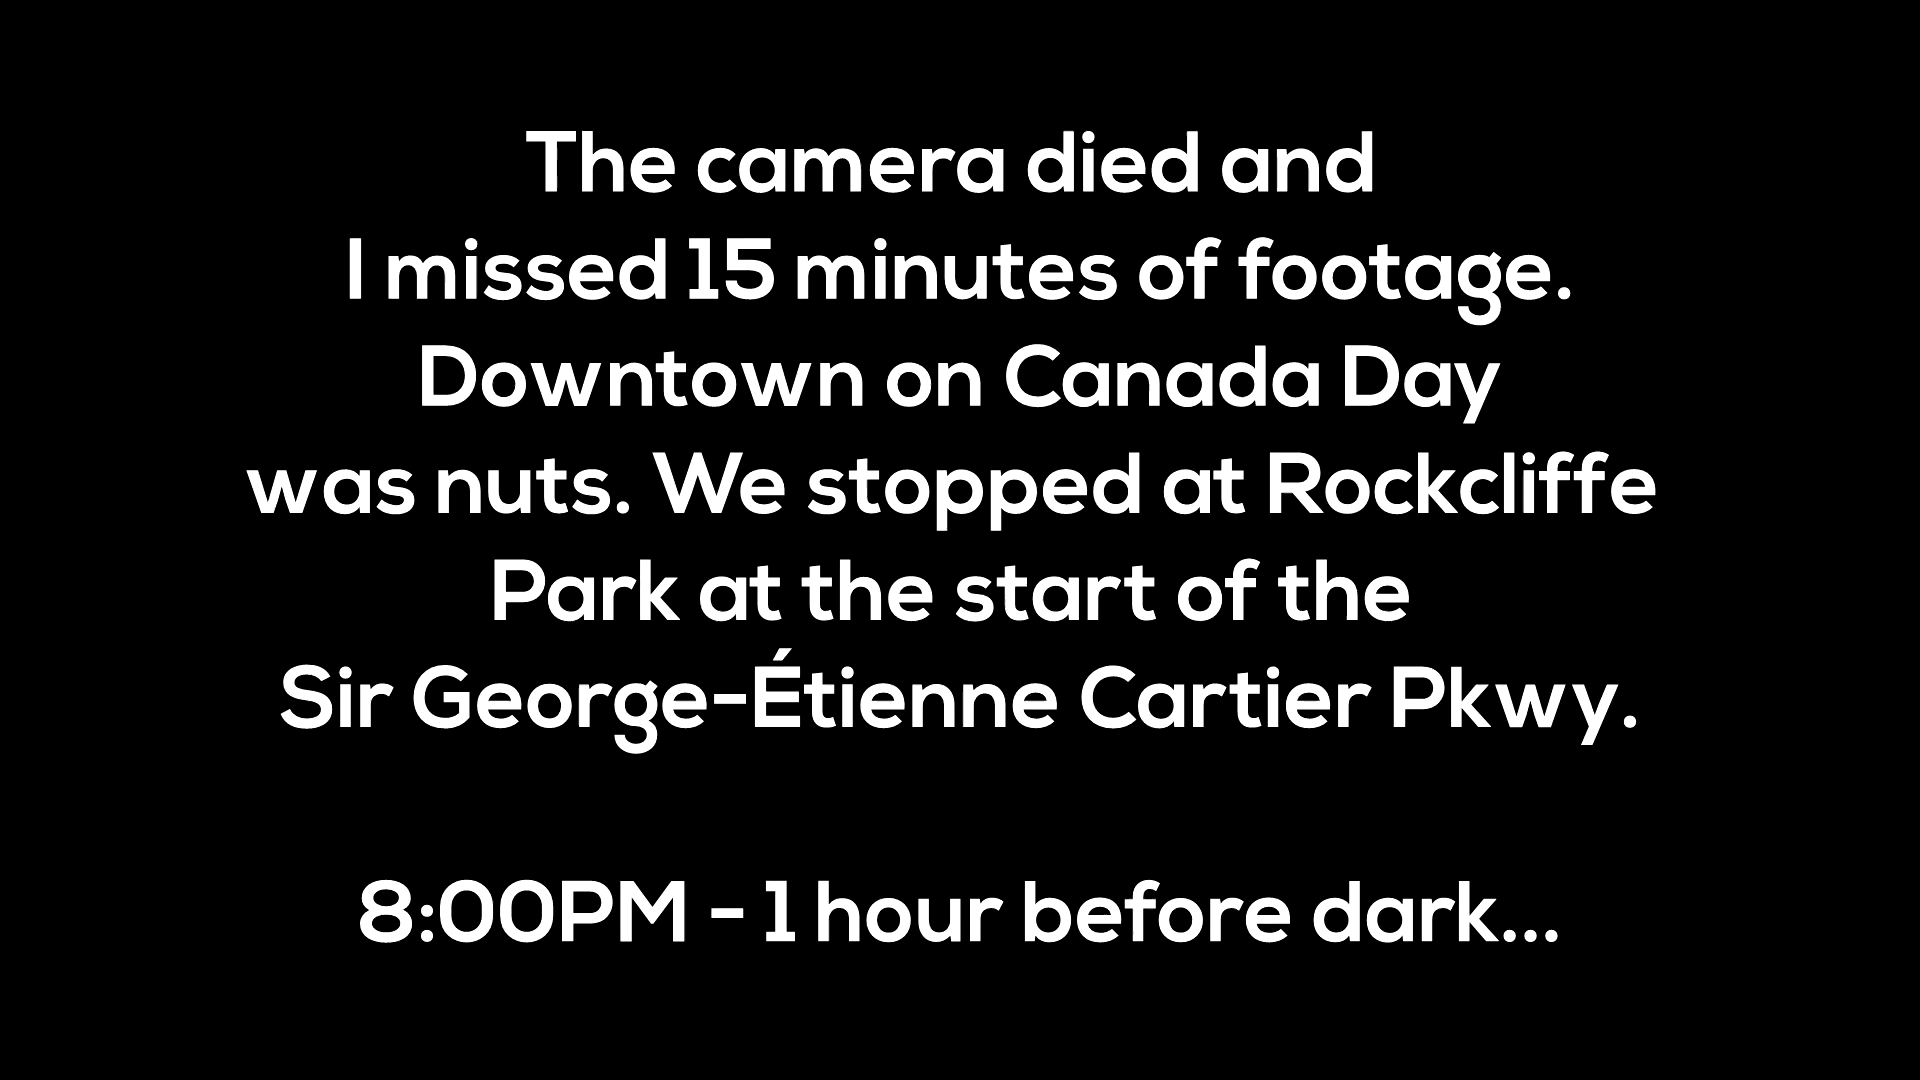 The camera died and
I missed 15 minutes of footage.
Downtown on Canada Day
was nuts. We stopped at Rockcliffe
Park at the start of the
Sir George-Étienne Cartier Pkwy.
8:00PM - 1 hour before dark...